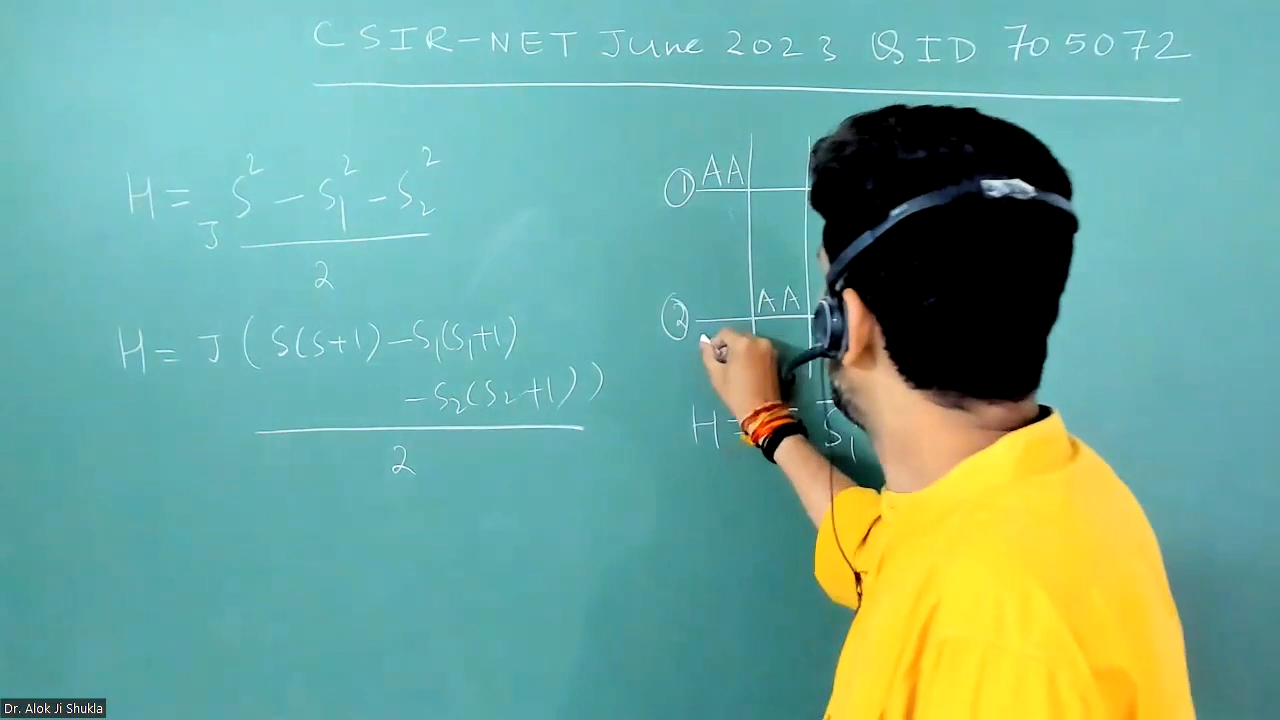 CSIR-NET June 2023 QID 705072
H = J S² - S₁² - S₂²
2
H = J ( S(S+1) - S₁(S₁+1)
- S₂(S₂+1) )
2
① AA
② AA
H =
S₁
Dr. Alok Ji Shukla